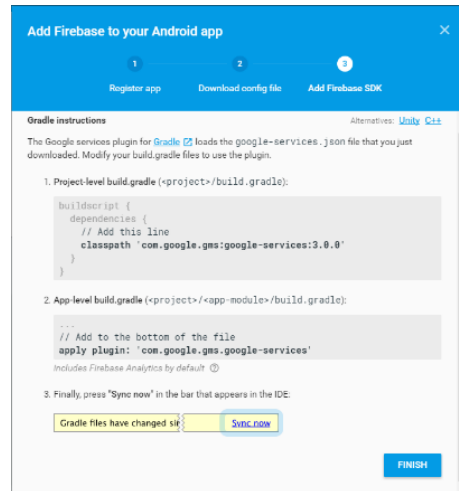 Add Firebase to your Android app
1 2 3
Register app Download config file Add Firebase SDK
Gradle instructions Alternatives: Unity C++
The Google services plugin for Gradle loads the google-services.json file that you just
downloaded. Modify your build.gradle files to use the plugin.
1. Project-level build.gradle (<project>/build.gradle):
buildscript {
dependencies {
// Add this line
classpath 'com.google.gms:google-services:3.0.0'
}
}
2. App-level build.gradle (<project>/<app-module>/build.gradle):
...
// Add to the bottom of the file
apply plugin: 'com.google.gms.google-services'
Includes Firebase Analytics by default
3. Finally, press "Sync now" in the bar that appears in the IDE:
Gradle files have changed sin Sync now
FINISH